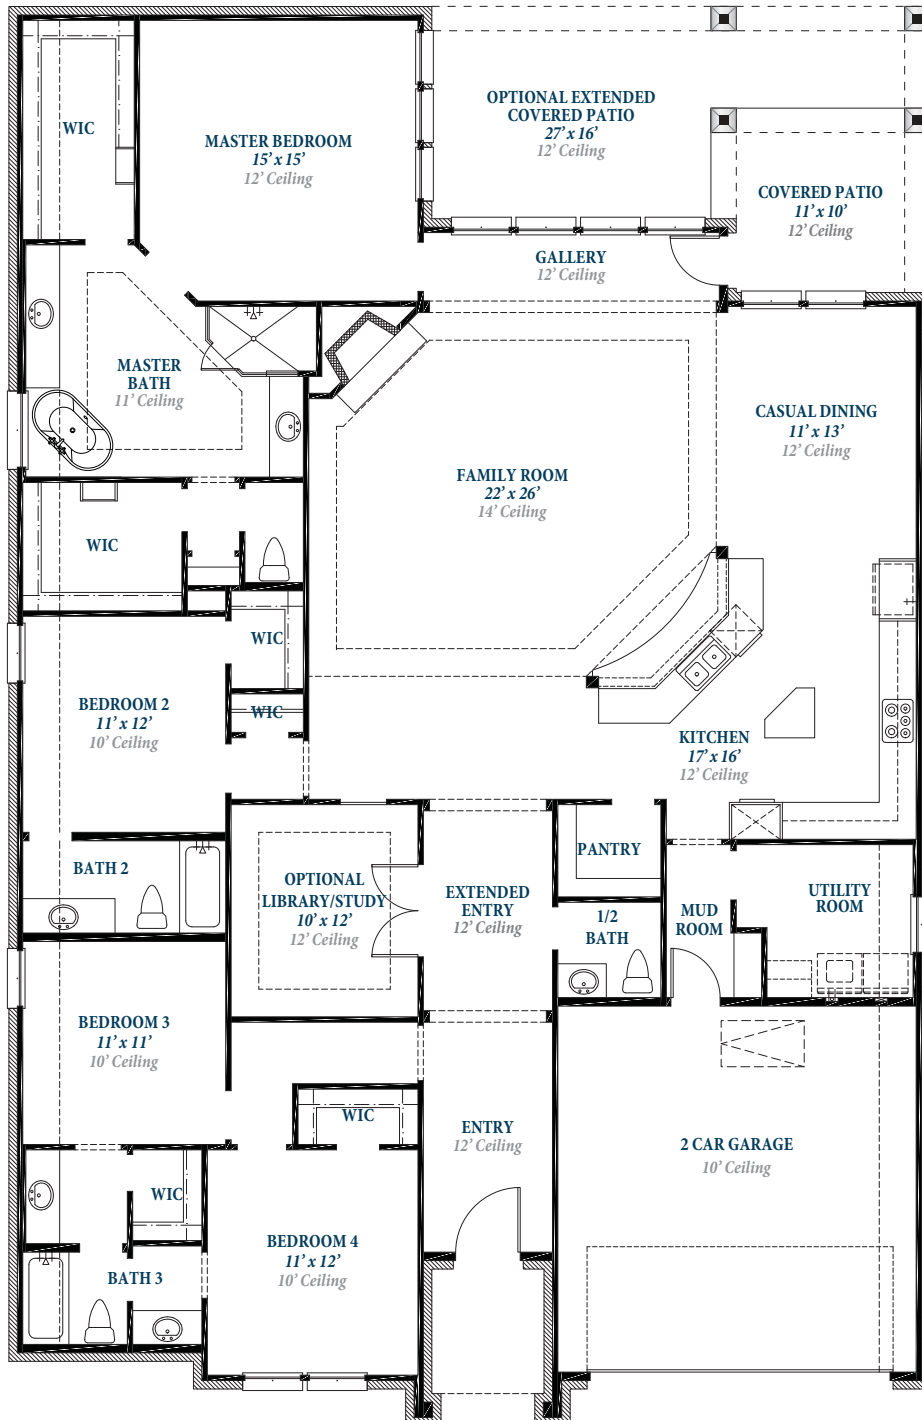 WIC
MASTER BEDROOM
15’ x 15’
12’ Ceiling
OPTIONAL EXTENDED
COVERED PATIO
27’ x 16’
12’ Ceiling
COVERED PATIO
11’ x 10’
12’ Ceiling
GALLERY
12’ Ceiling
MASTER
BATH
11’ Ceiling
CASUAL DINING
11’ x 13’
12’ Ceiling
FAMILY ROOM
22’ x 26’
14’ Ceiling
WIC
WIC
BEDROOM 2
11’ x 12’
10’ Ceiling
WIC
KITCHEN
17’ x 16’
12’ Ceiling
BATH 2
OPTIONAL
LIBRARY/STUDY
10’ x 12’
12’ Ceiling
EXTENDED
ENTRY
12’ Ceiling
PANTRY
1/2
BATH
MUD
ROOM
UTILITY
ROOM
BEDROOM 3
11’ x 11’
10’ Ceiling
WIC
ENTRY
12’ Ceiling
2 CAR GARAGE
10’ Ceiling
WIC
BEDROOM 4
11’ x 12’
10’ Ceiling
BATH 3